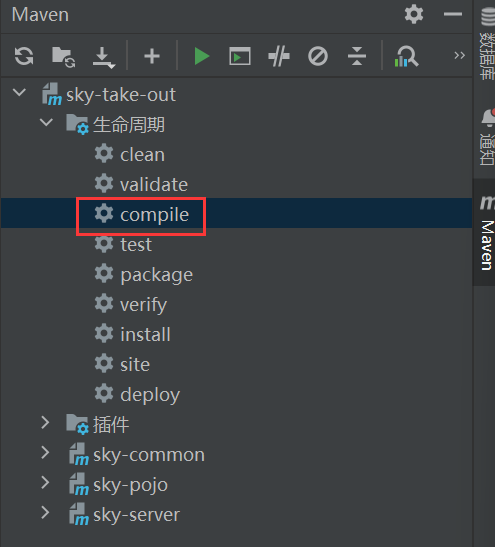 Maven
sky-take-out
生命周期
clean
validate
compile
test
package
verify
install
site
deploy
插件
sky-common
sky-pojo
sky-server
数据库
通知
Maven